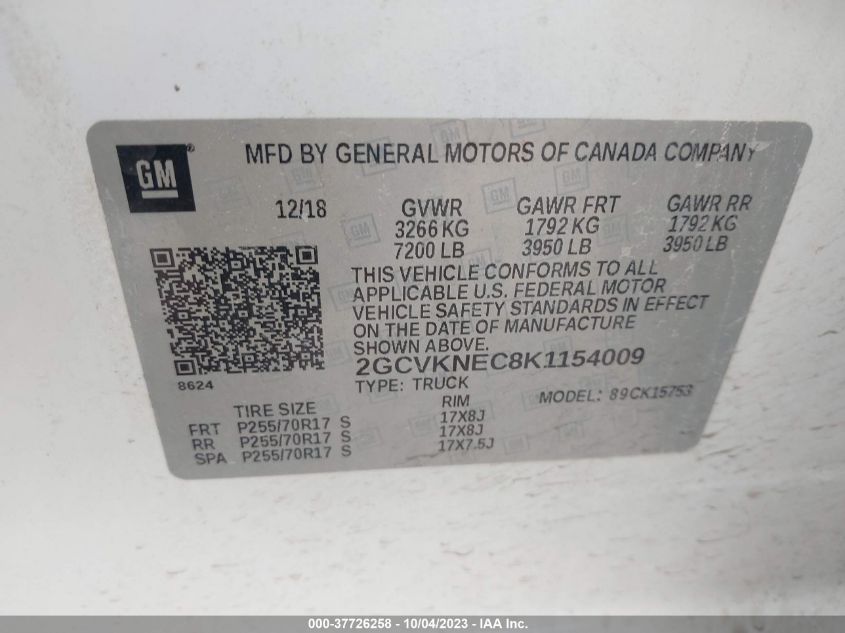 GM
MFD BY GENERAL MOTORS OF CANADA COMPANY
12/18 GVWR GAWR FRT GAWR RR
3266 KG 1792 KG 1792 KG
7200 LB 3950 LB 3950 LB
THIS VEHICLE CONFORMS TO ALL
APPLICABLE U.S. FEDERAL MOTOR
VEHICLE SAFETY STANDARDS IN EFFECT
ON THE DATE OF MANUFACTURE
SHOWN ABOVE.
8624
2GCVKNEC8K1154009
TYPE: TRUCK MODEL: 89CK15753
TIRE SIZE RIM
FRT P255/70R17 S 17X8J
RR P255/70R17 S 17X8J
SPA P255/70R17 S 17X7.5J
000-37726258 - 10/04/2023 - IAA Inc.